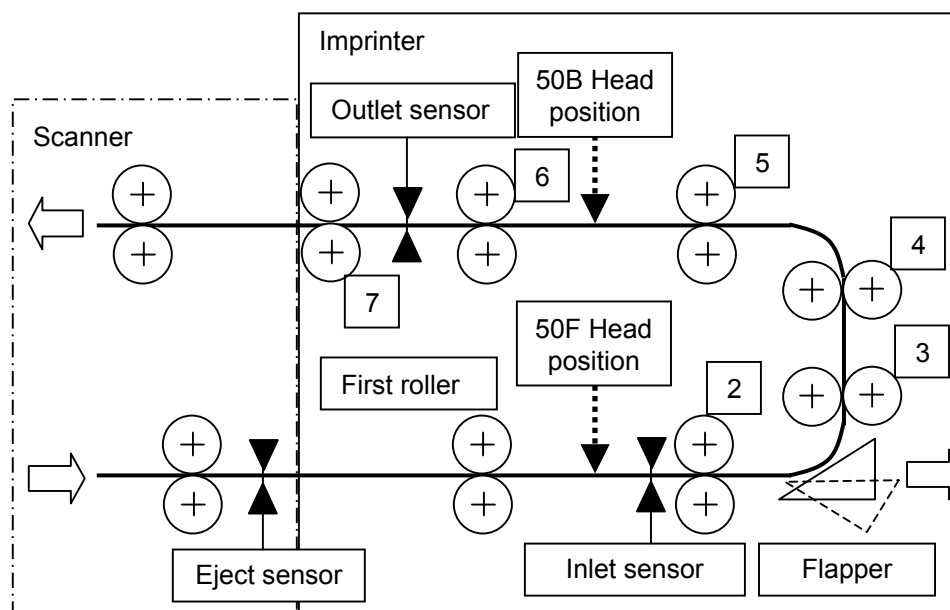 Imprinter
50B Head
position
Outlet sensor
Scanner
6
5
4
7
50F Head
position
3
First roller
2
Eject sensor
Inlet sensor
Flapper